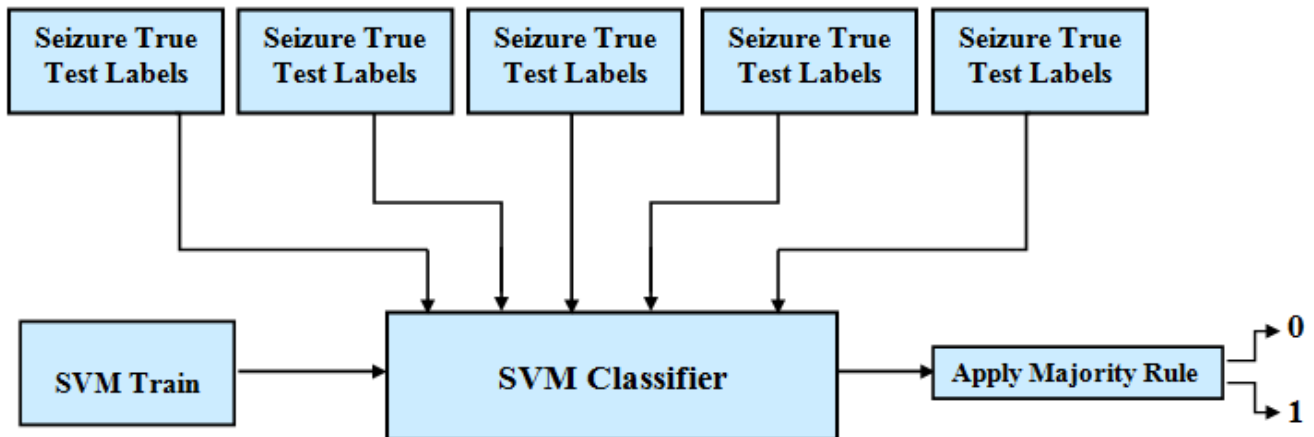 Seizure True
Test Labels
Seizure True
Test Labels
Seizure True
Test Labels
Seizure True
Test Labels
Seizure True
Test Labels
SVM Train
SVM Classifier
Apply Majority Rule
0
1